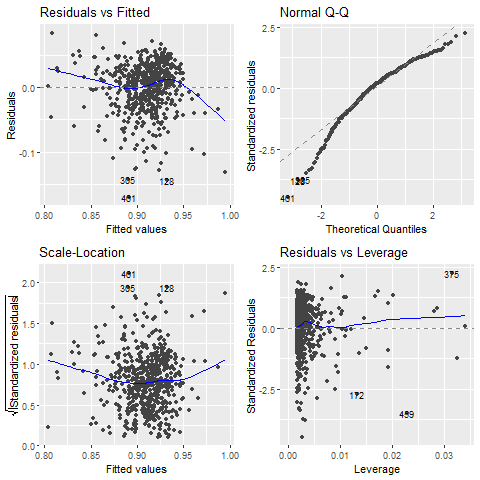 Residuals vs Fitted
Residuals
0.0
-0.1
305
128
481
0.80 0.85 0.90 0.95 1.00
Fitted values
Normal Q-Q
Standardized residuals
2.5
0.0
-2.5
481
-2 0 2
Theoretical Quantiles
Scale-Location
√|Standardized residuals|
2.0
1.5
1.0
0.5
0.0
481
305
128
0.80 0.85 0.90 0.95 1.00
Fitted values
Residuals vs Leverage
Standardized Residuals
2.5
0.0
-2.5
375
172
489
0.00 0.01 0.02 0.03
Leverage